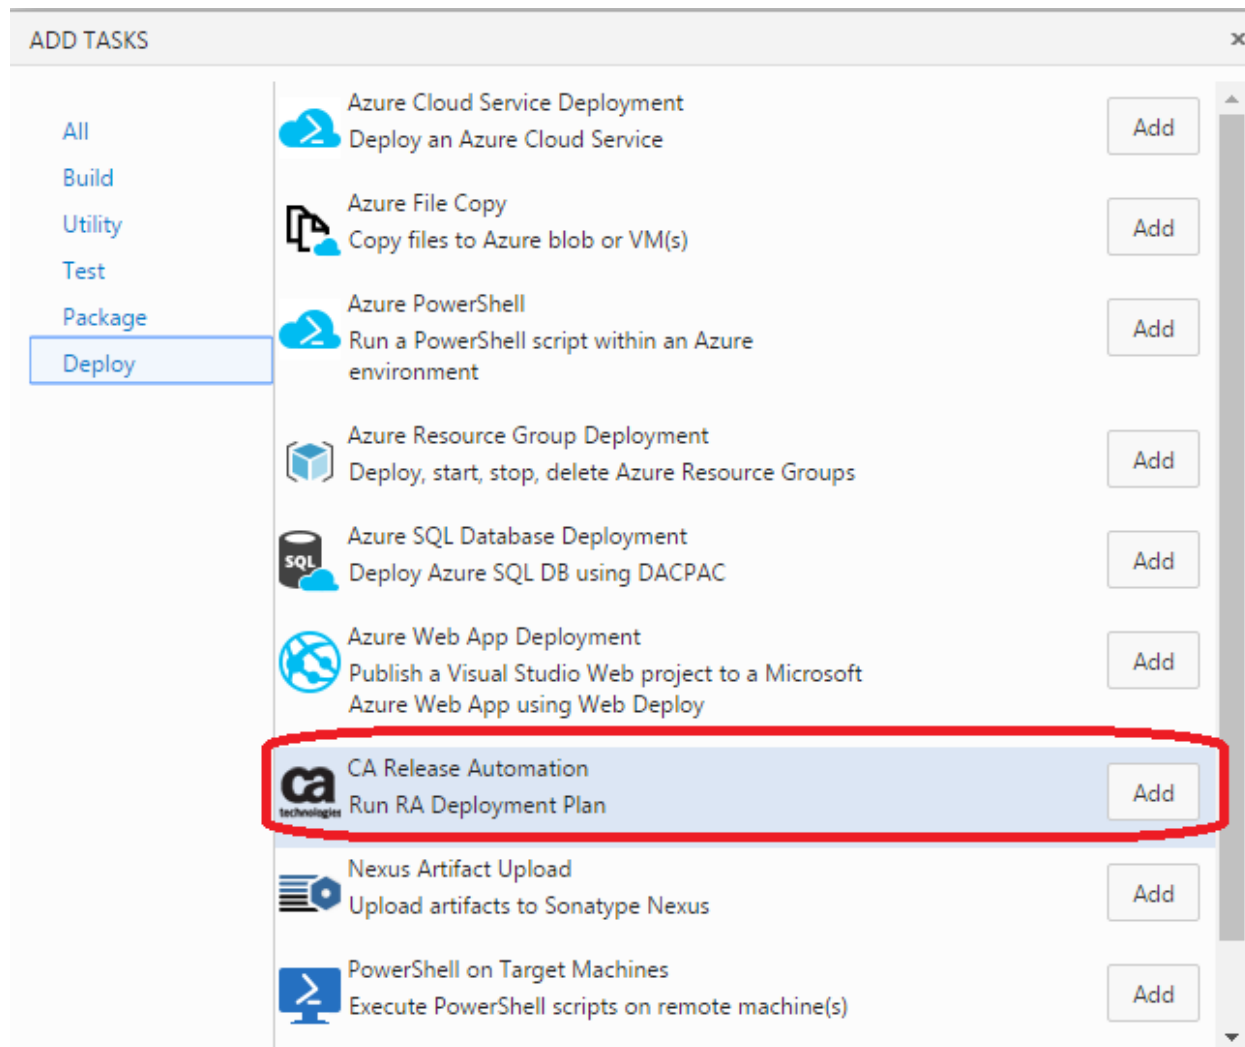 ADD TASKS
All
Build
Utility
Test
Package
Deploy
Azure Cloud Service Deployment
Deploy an Azure Cloud Service
Add
Azure File Copy
Copy files to Azure blob or VM(s)
Add
Azure PowerShell
Run a PowerShell script within an Azure
environment
Add
Azure Resource Group Deployment
Deploy, start, stop, delete Azure Resource Groups
Add
SQL
Azure SQL Database Deployment
Deploy Azure SQL DB using DACPAC
Add
Azure Web App Deployment
Publish a Visual Studio Web project to a Microsoft
Azure Web App using Web Deploy
Add
ca
technologies
CA Release Automation
Run RA Deployment Plan
Add
Nexus Artifact Upload
Upload artifacts to Sonatype Nexus
Add
PowerShell on Target Machines
Execute PowerShell scripts on remote machine(s)
Add